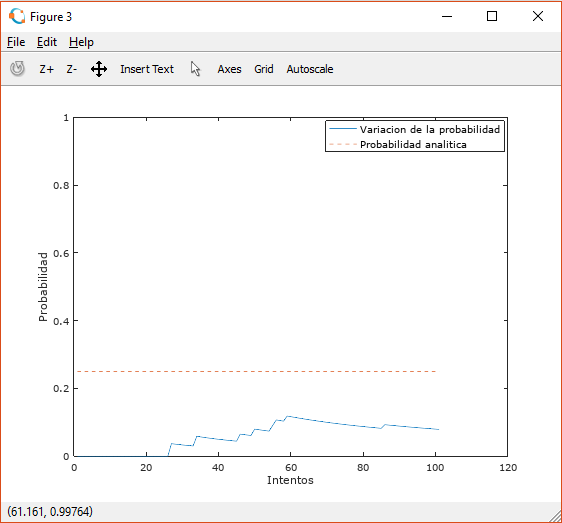 Figure 3
File Edit Help
Z+ Z- Insert Text Axes Grid Autoscale
Variacion de la probabilidad
Probabilidad analitica
1
0.8
0.6
0.4
0.2
0
Probabilidad
0 20 40 60 80 100 120
Intentos
(61.161, 0.99764)